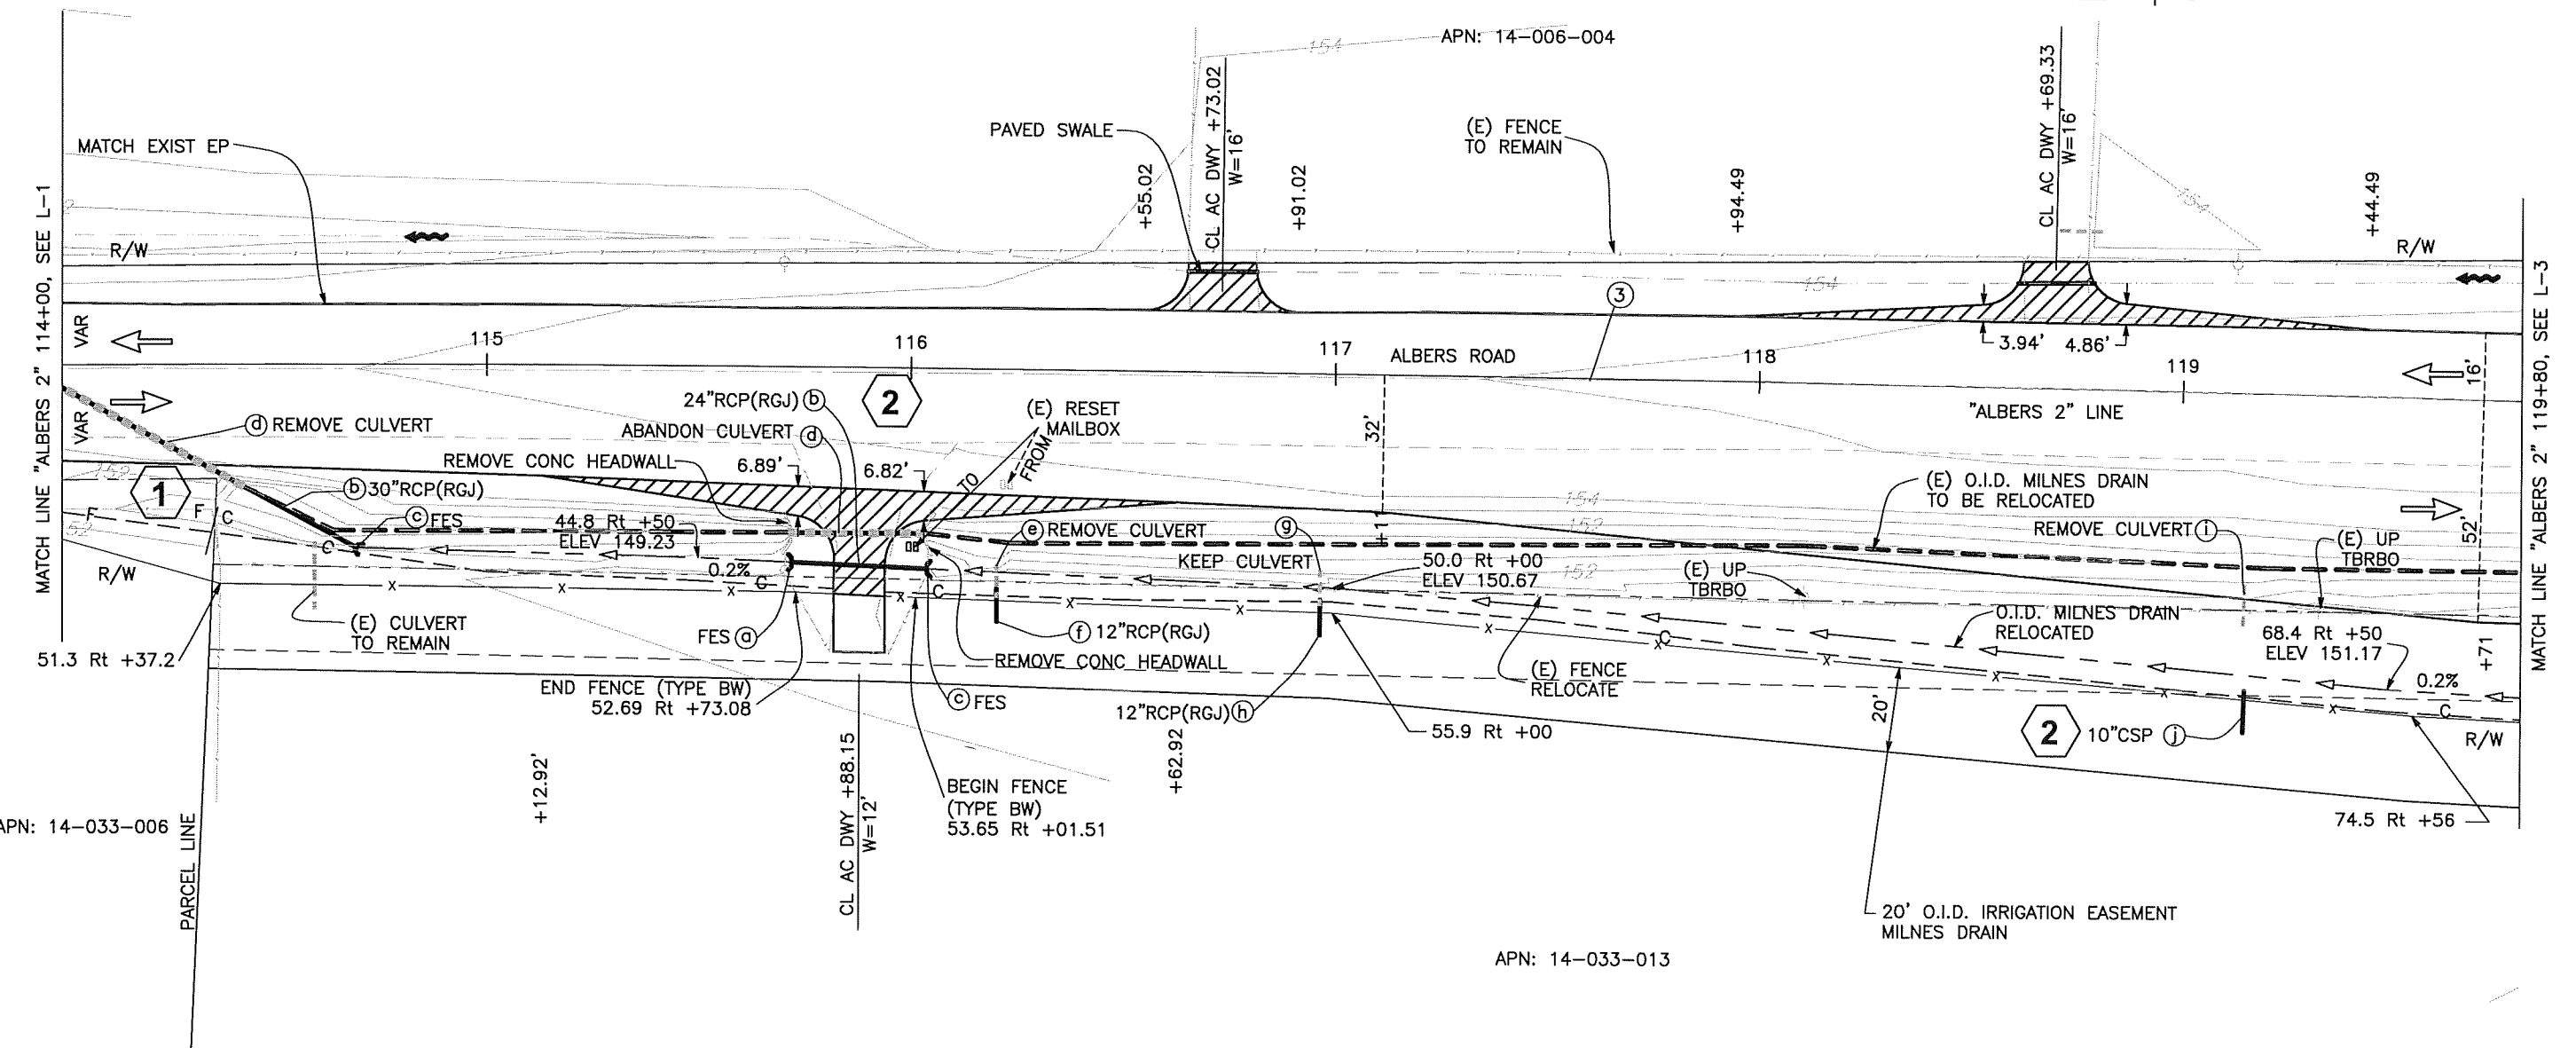 APN: 14-006-004
154
CL AC DWY +73.02
W=16'
CL AC DWY +69.33
W=16'
PAVED SWALE
(E) FENCE
TO REMAIN
MATCH EXIST EP
+55.02
+91.02
+94.49
+44.49
154
R/W
R/W
154
3
MATCH LINE "ALBERS 2" 114+00, SEE L-1
MATCH LINE "ALBERS 2" 119+80, SEE L-3
VAR
115
116
117
ALBERS ROAD
118
119
3.94'
4.86'
16'
VAR
24"RCP(RGJ) b
2
(E) RESET
MAILBOX
FROM
TO
"ALBERS 2" LINE
32'
d REMOVE CULVERT
ABANDON CULVERT d
REMOVE CONC HEADWALL
6.89'
6.82'
152
1
b 30"RCP(RGJ)
c FES
44.8 Rt +50
ELEV 149.23
0.2%
e REMOVE CULVERT
g
KEEP CULVERT
+11
154
152
152
50.0 Rt +00
ELEV 150.67
(E) O.I.D. MILNES DRAIN
TO BE RELOCATED
REMOVE CULVERT i
(E) UP
TBRBO
(E) UP
TBRBO
52'
F
F
C
C
52
R/W
C
C
(E) CULVERT
TO REMAIN
51.3 Rt +37.2
FES a
f 12"RCP(RGJ)
REMOVE CONC HEADWALL
C
O.I.D. MILNES DRAIN
RELOCATED
68.4 Rt +50
ELEV 151.17
0.2%
+71
(E) FENCE
RELOCATE
END FENCE (TYPE BW)
52.69 Rt +73.08
c FES
12"RCP(RGJ) h
55.9 Rt +00
20'
2
10"CSP j
C
R/W
+12.92'
CL AC DWY +88.15
W=12'
+62.92
BEGIN FENCE
(TYPE BW)
53.65 Rt +01.51
74.5 Rt +56
APN: 14-033-006
PARCEL LINE
20' O.I.D. IRRIGATION EASEMENT
MILNES DRAIN
APN: 14-033-013